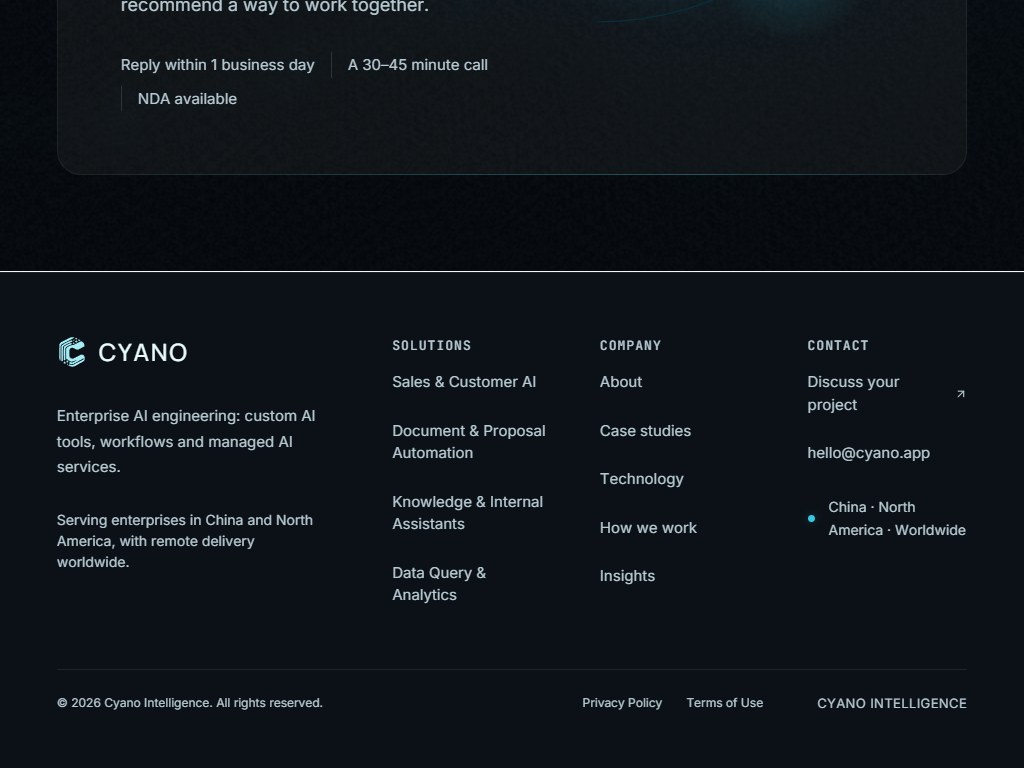 recommend a way to work together.
Reply within 1 business day
A 30–45 minute call
NDA available
CYANO
Enterprise AI engineering: custom AI
tools, workflows and managed AI
services.
Serving enterprises in China and North
America, with remote delivery
worldwide.
SOLUTIONS
Sales & Customer AI
Document & Proposal
Automation
Knowledge & Internal
Assistants
Data Query &
Analytics
COMPANY
About
Case studies
Technology
How we work
Insights
CONTACT
Discuss your
project
hello@cyano.app
China · North
America · Worldwide
© 2026 Cyano Intelligence. All rights reserved.
Privacy Policy
Terms of Use
CYANO INTELLIGENCE